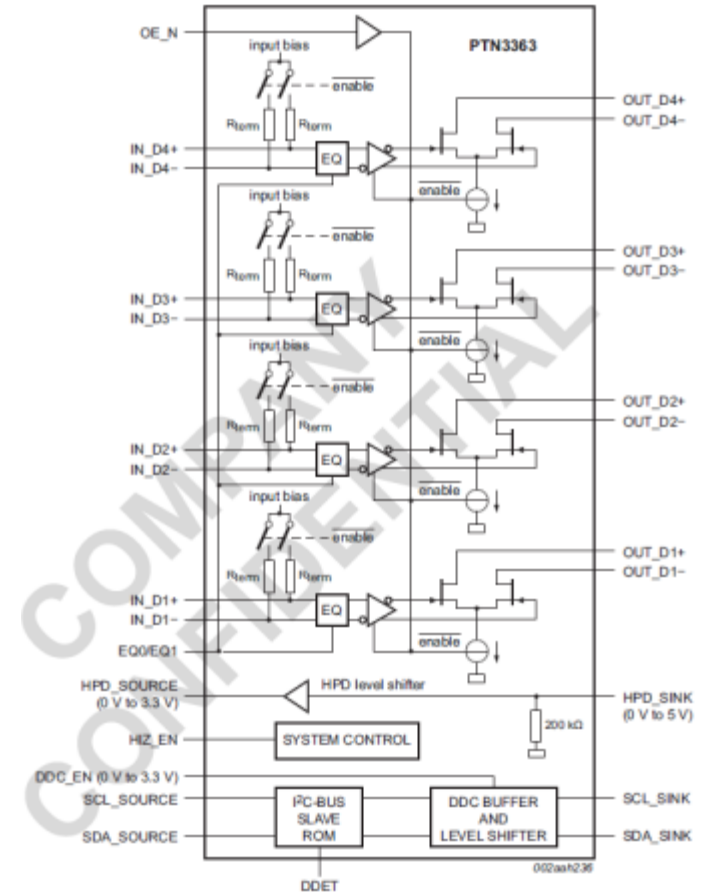 OE_N
PTN3363
input bias
enable
OUT_D4+
OUT_D4−
Rterm Rterm
IN_D4+
IN_D4−
EQ
enable
input bias
enable
OUT_D3+
OUT_D3−
Rterm Rterm
IN_D3+
IN_D3−
EQ
enable
input bias
enable
OUT_D2+
OUT_D2−
Rterm Rterm
IN_D2+
IN_D2−
EQ
enable
input bias
enable
OUT_D1+
OUT_D1−
Rterm Rterm
IN_D1+
IN_D1−
EQ
enable
EQ0/EQ1
HPD_SOURCE
(0 V to 3.3 V)
HPD level shifter
HPD_SINK
(0 V to 5 V)
200 kΩ
HIZ_EN
SYSTEM CONTROL
DDC_EN (0 V to 3.3 V)
SCL_SOURCE
SDA_SOURCE
I²C-BUS
SLAVE
ROM
DDC BUFFER
AND
LEVEL SHIFTER
SCL_SINK
SDA_SINK
002aah236
DDET
COMPANY
CONFIDENTIAL